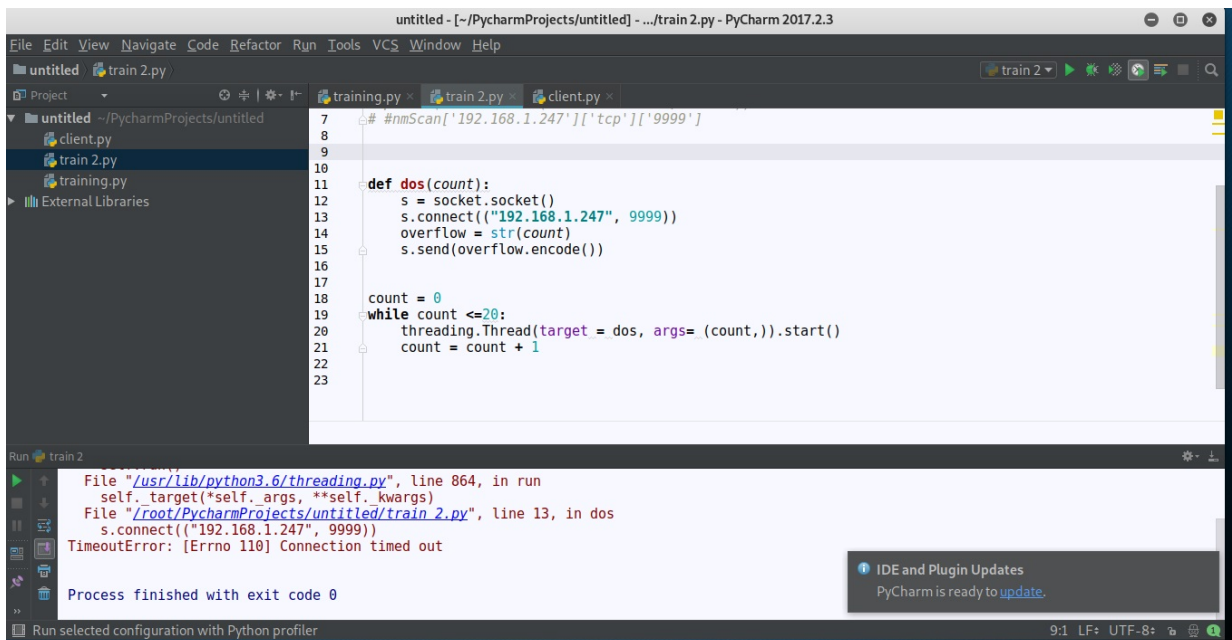 untitled - [~/PycharmProjects/untitled] - .../train 2.py - PyCharm 2017.2.3
File Edit View Navigate Code Refactor Run Tools VCS Window Help
untitled train 2.py train 2
Project training.py train 2.py client.py
untitled ~/PycharmProjects/untitled
client.py
train 2.py
training.py
External Libraries
7 # #nmScan['192.168.1.247']['tcp']['9999']
8
9
10
11 def dos(count):
12 s = socket.socket()
13 s.connect(("192.168.1.247", 9999))
14 overflow = str(count)
15 s.send(overflow.encode())
16
17
18 count = 0
19 while count <=20:
20 threading.Thread(target = dos, args= (count,)).start()
21 count = count + 1
22
23
Run train 2
File "/usr/lib/python3.6/threading.py", line 864, in run
self._target(*self._args, **self._kwargs)
File "/root/PycharmProjects/untitled/train 2.py", line 13, in dos
s.connect(("192.168.1.247", 9999))
TimeoutError: [Errno 110] Connection timed out
Process finished with exit code 0
IDE and Plugin Updates
PyCharm is ready to update.
Run selected configuration with Python profiler 9:1 LF UTF-8 1